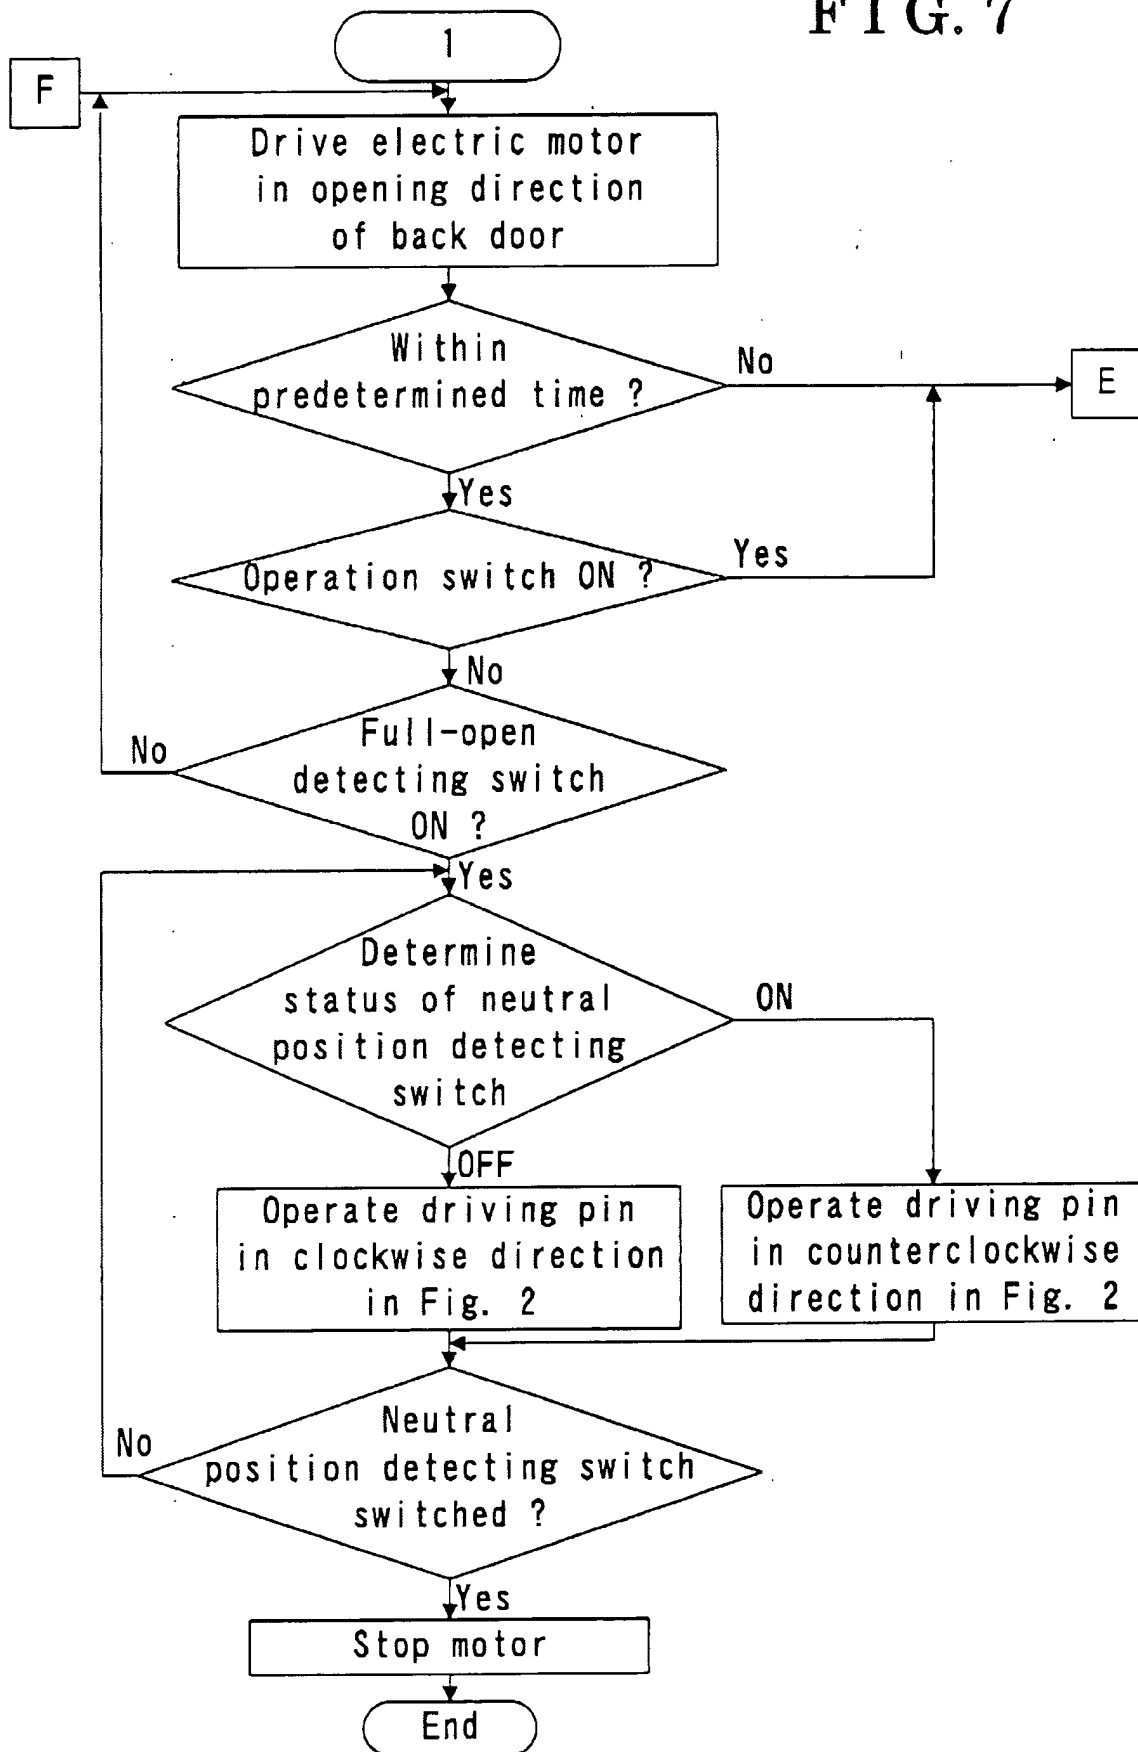 FIG. 7
1
F
Drive electric motor
in opening direction
of back door
Within
predetermined time ?
No
E
Yes
Operation switch ON ?
Yes
No
Full-open
detecting switch
ON ?
No
Yes
Determine
status of neutral
position detecting
switch
ON
OFF
Operate driving pin
in clockwise direction
in Fig. 2
Operate driving pin
in counterclockwise
direction in Fig. 2
Neutral
position detecting switch
switched ?
No
Yes
Stop motor
End